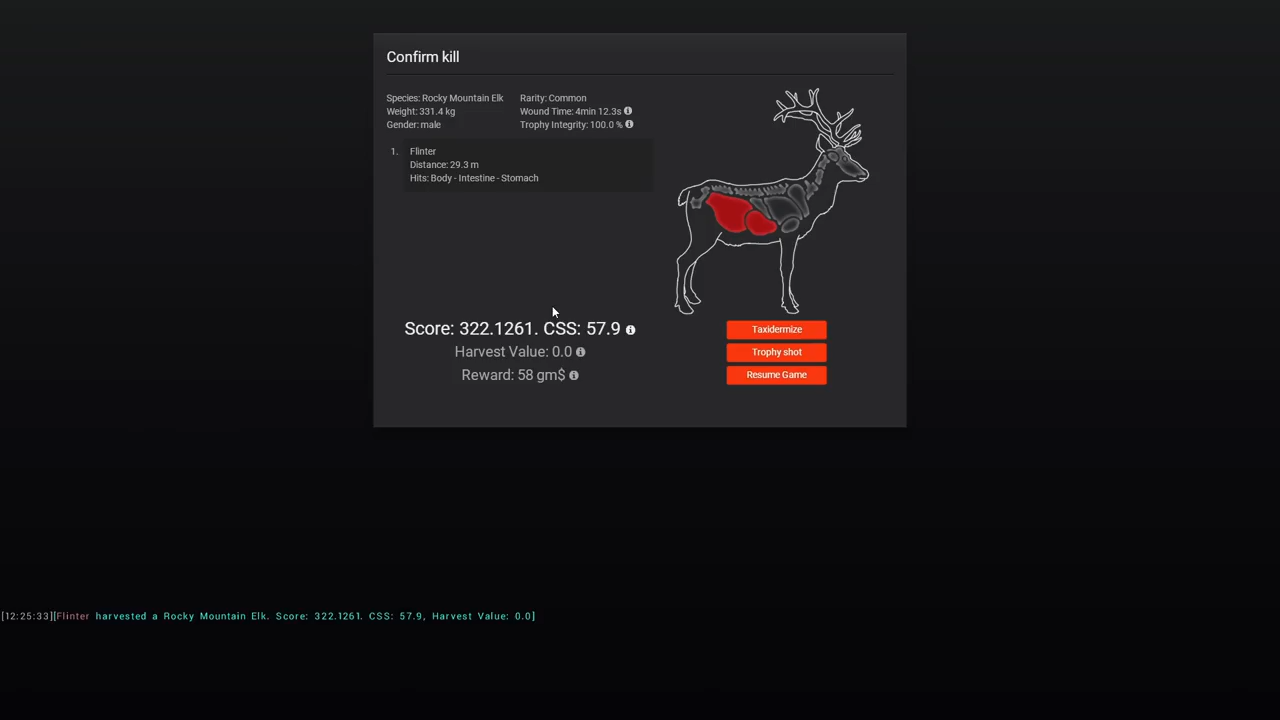 Confirm kill
Species: Rocky Mountain Elk
Weight: 331.4 kg
Gender: male
Rarity: Common
Wound Time: 4min 12.3s
Trophy Integrity: 100.0 %
1. Flinter
Distance: 29.3 m
Hits: Body - Intestine - Stomach
Score: 322.1261. CSS: 57.9
Harvest Value: 0.0
Reward: 58 gm$
Taxidermize
Trophy shot
Resume Game
[12:25:33][Flinter harvested a Rocky Mountain Elk. Score: 322.1261. CSS: 57.9, Harvest Value: 0.0]